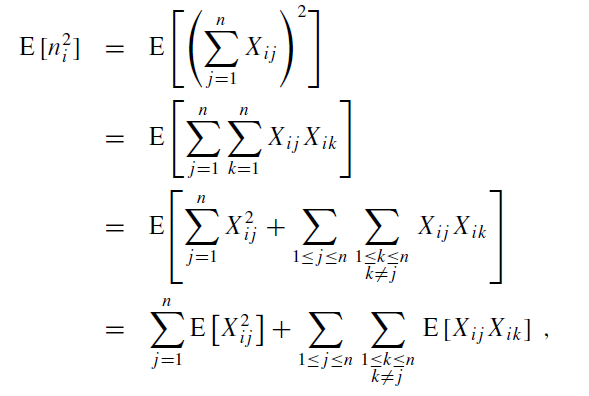 E[n_i^2] = E[(∑_{j=1}^{n} X_{ij})^2]
= E[∑_{j=1}^{n} ∑_{k=1}^{n} X_{ij} X_{ik}]
= E[∑_{j=1}^{n} X_{ij}^2 + ∑_{1≤j≤n} ∑_{1≤k≤n, k≠j} X_{ij} X_{ik}]
= ∑_{j=1}^{n} E[X_{ij}^2] + ∑_{1≤j≤n} ∑_{1≤k≤n, k≠j} E[X_{ij} X_{ik}] ,